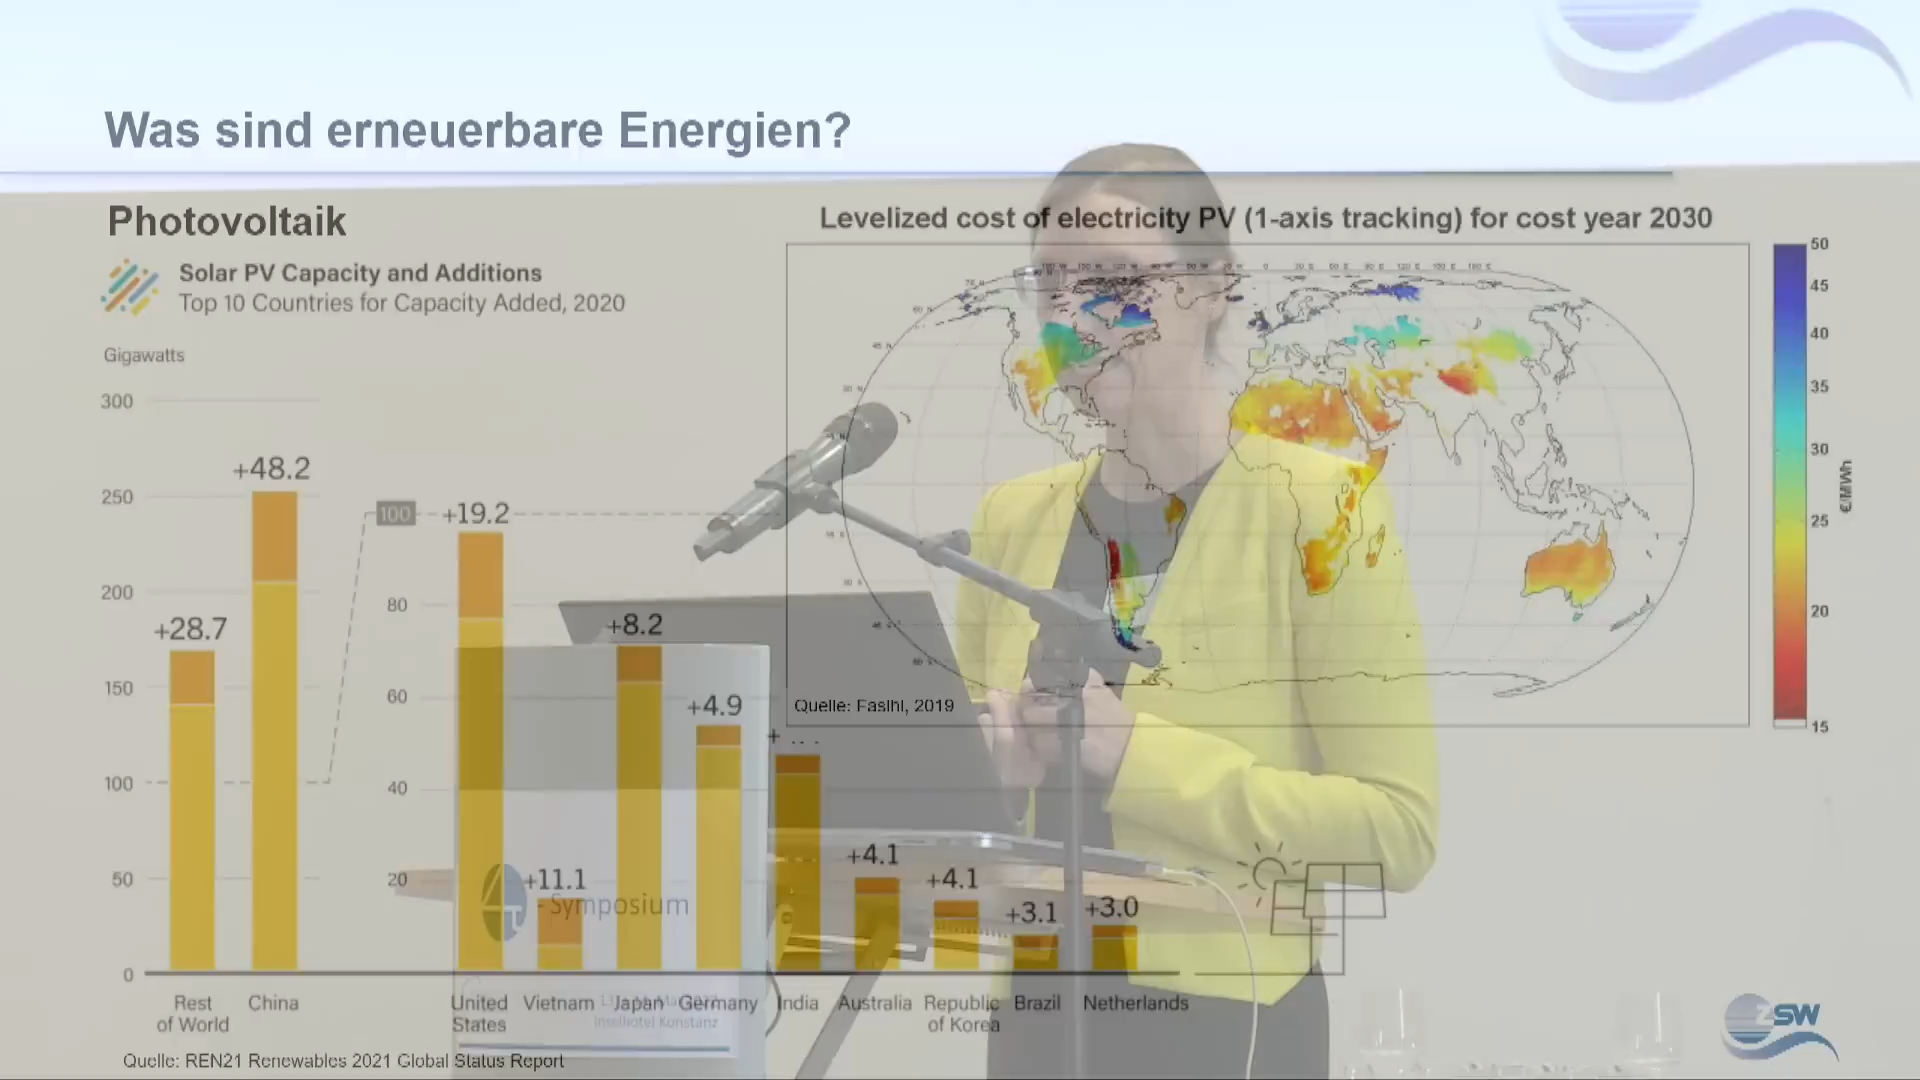 Was sind erneuerbare Energien?
Photovoltaik
Solar PV Capacity and Additions
Top 10 Countries for Capacity Added, 2020
Gigawatts
300
250
200
150
100
50
0
100
80
60
40
20
+28.7
+48.2
+19.2
+11.1
+8.2
+4.9
+4.1
+4.1
+3.1
+3.0
Rest
of World
China
United
States
Vietnam
Japan
Germany
India
Australia
Republic
of Korea
Brazil
Netherlands
Quelle: REN21 Renewables 2021 Global Status Report
Levelized cost of electricity PV (1-axis tracking) for cost year 2030
Quelle: Fasihi, 2019
50
45
40
35
30
25
20
15
€/MWh
- Symposium
Inselhotel Konstanz
ZSW